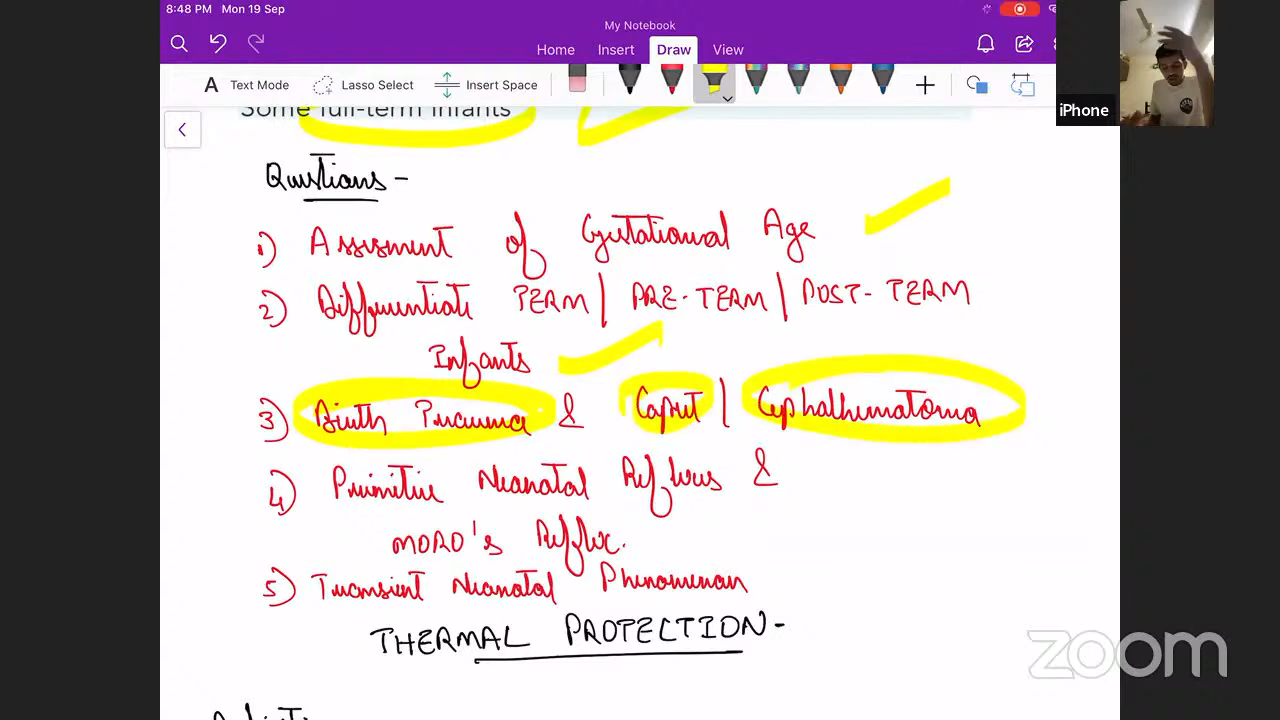 8:48 PM Mon 19 Sep
My Notebook
Home Insert Draw View
Text Mode Lasso Select Insert Space
iPhone
Some full-term infants
Questions -
1) Assesment of Gestational Age
2) Differentiate TERM | PRE-TERM | POST-TERM
Infants
3) Birth Trauma & Caput | Cephalhematoma
4) Primitive Neonatal Reflexes &
MORO's Reflex.
5) Transient Neonatal Phenomenon
THERMAL PROTECTION-
zoom